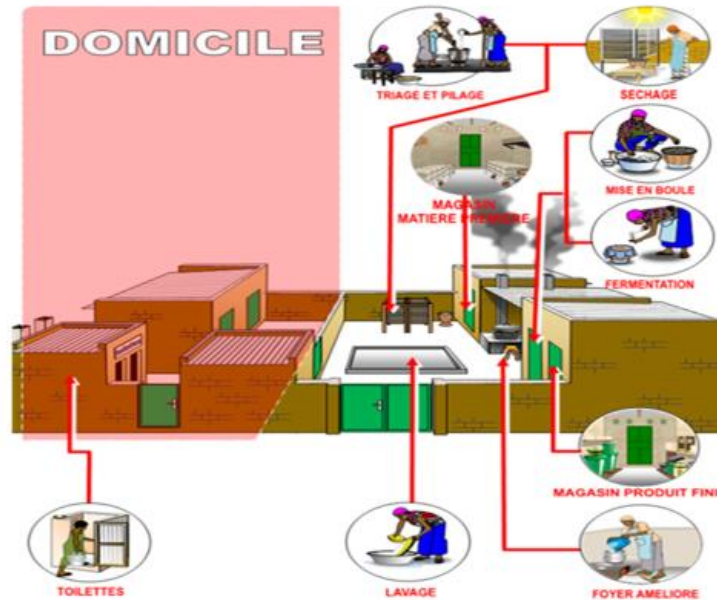 DOMICILE
TRIAGE ET PILAGE
SECHAGE
MISE EN BOULE
MAGASIN
MATIERE PREMIERE
FERMENTATION
MAGASIN PRODUIT FINI
TOILETTES
LAVAGE
FOYER AMELIORE